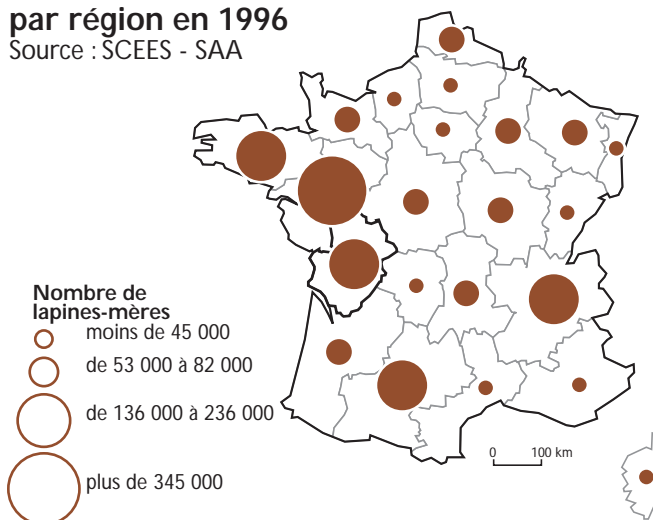 par région en 1996
Source : SCEES - SAA
Nombre de
lapines-mères
moins de 45 000
de 53 000 à 82 000
de 136 000 à 236 000
plus de 345 000
0 100 km